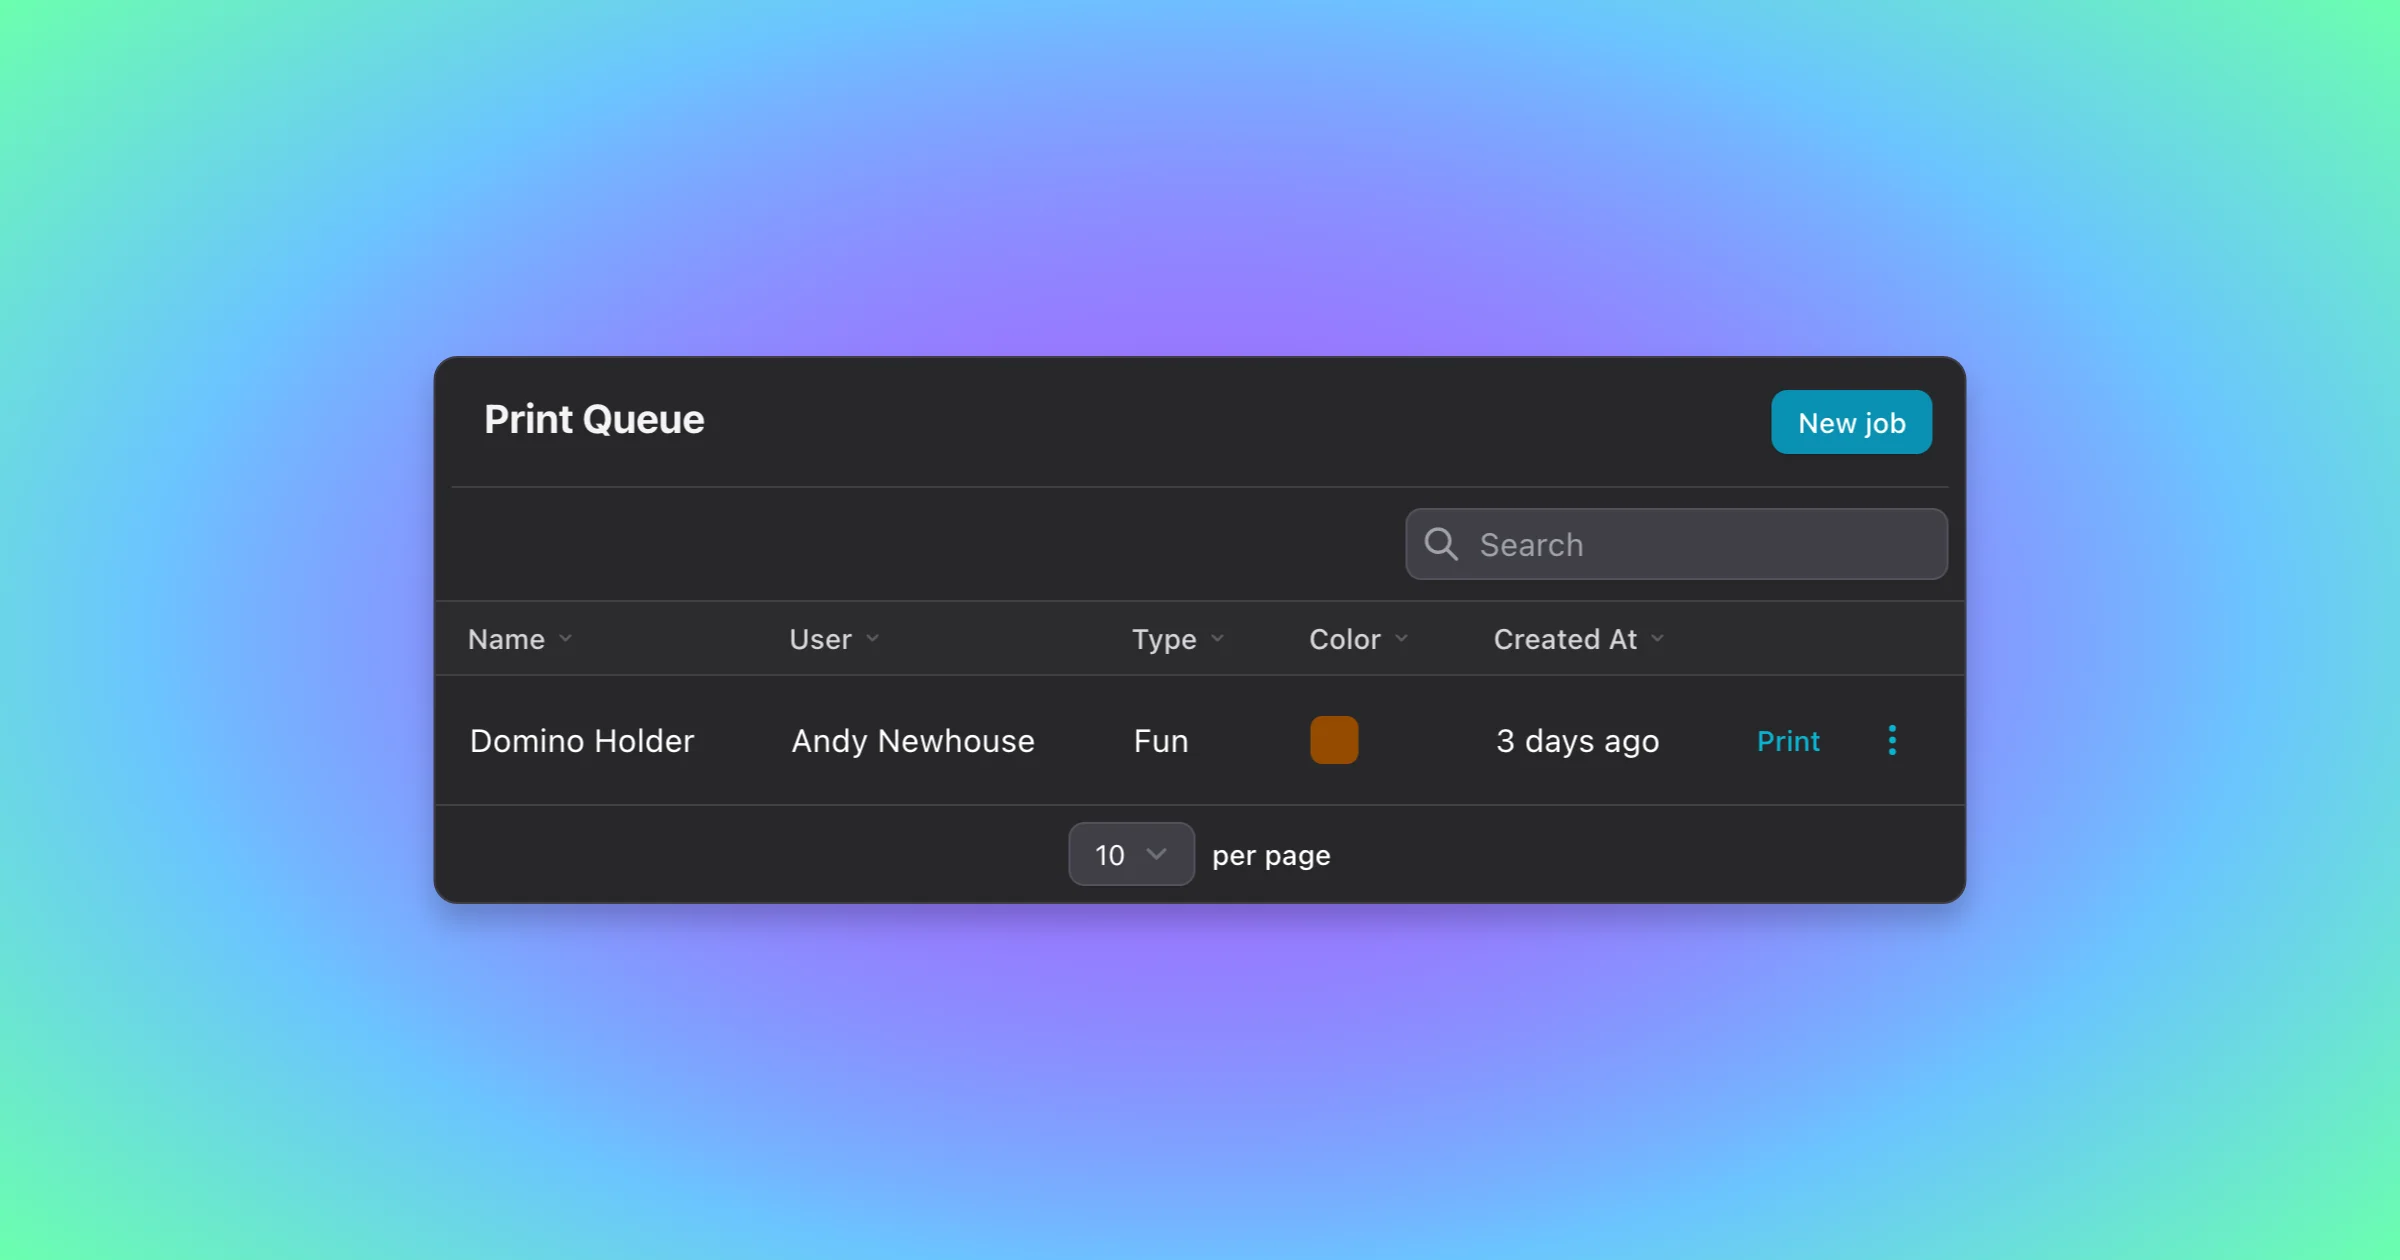 Print Queue
New job
Search
Name User Type Color Created At
Domino Holder Andy Newhouse Fun 3 days ago Print
10 per page